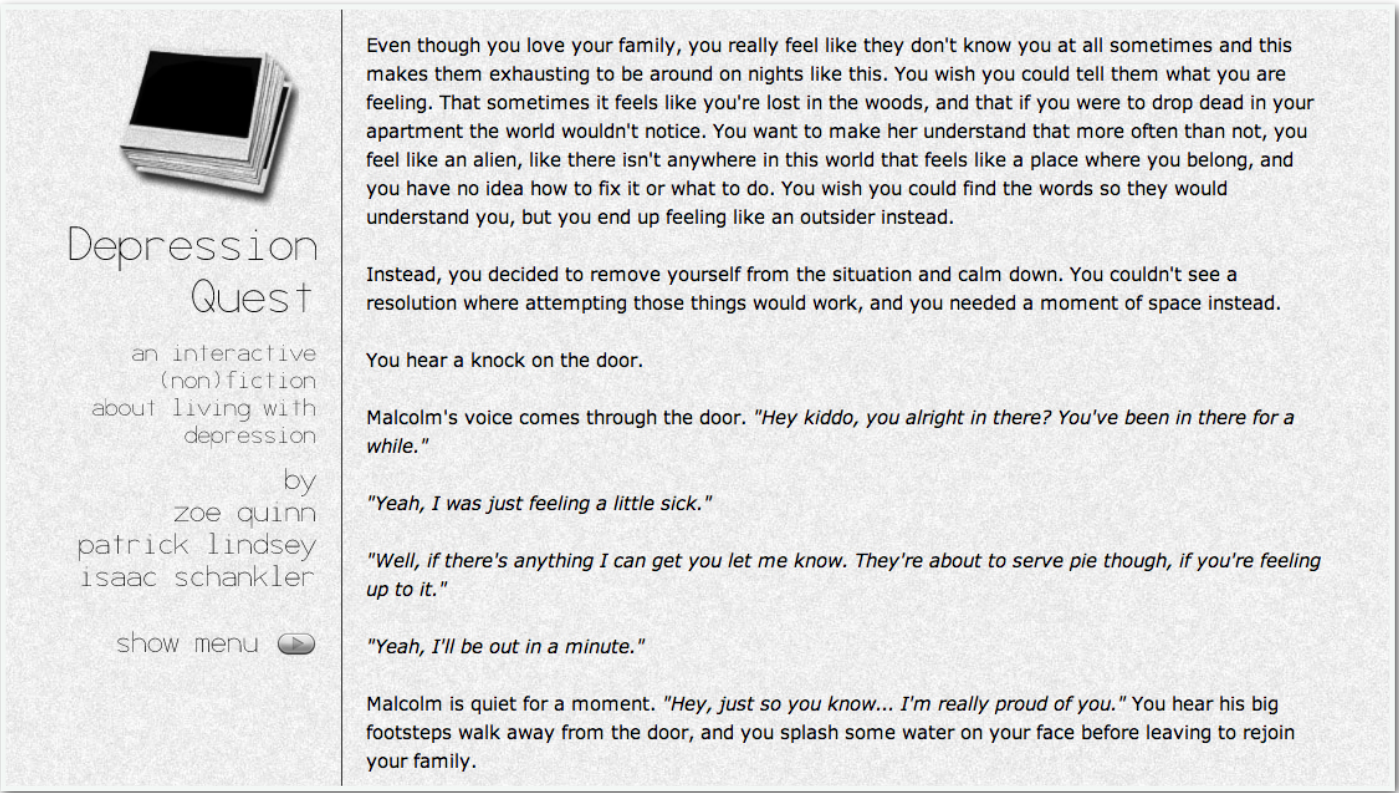 Depression
Quest
an interactive
(non)fiction
about living with
depression
by
zoe quinn
patrick lindsey
isaac schankler
show menu
Even though you love your family, you really feel like they don't know you at all sometimes and this
makes them exhausting to be around on nights like this. You wish you could tell them what you are
feeling. That sometimes it feels like you're lost in the woods, and that if you were to drop dead in your
apartment the world wouldn't notice. You want to make her understand that more often than not, you
feel like an alien, like there isn't anywhere in this world that feels like a place where you belong, and
you have no idea how to fix it or what to do. You wish you could find the words so they would
understand you, but you end up feeling like an outsider instead.
Instead, you decided to remove yourself from the situation and calm down. You couldn't see a
resolution where attempting those things would work, and you needed a moment of space instead.
You hear a knock on the door.
Malcolm's voice comes through the door. "Hey kiddo, you alright in there? You've been in there for a
while."
"Yeah, I was just feeling a little sick."
"Well, if there's anything I can get you let me know. They're about to serve pie though, if you're feeling
up to it."
"Yeah, I'll be out in a minute."
Malcolm is quiet for a moment. "Hey, just so you know... I'm really proud of you." You hear his big
footsteps walk away from the door, and you splash some water on your face before leaving to rejoin
your family.